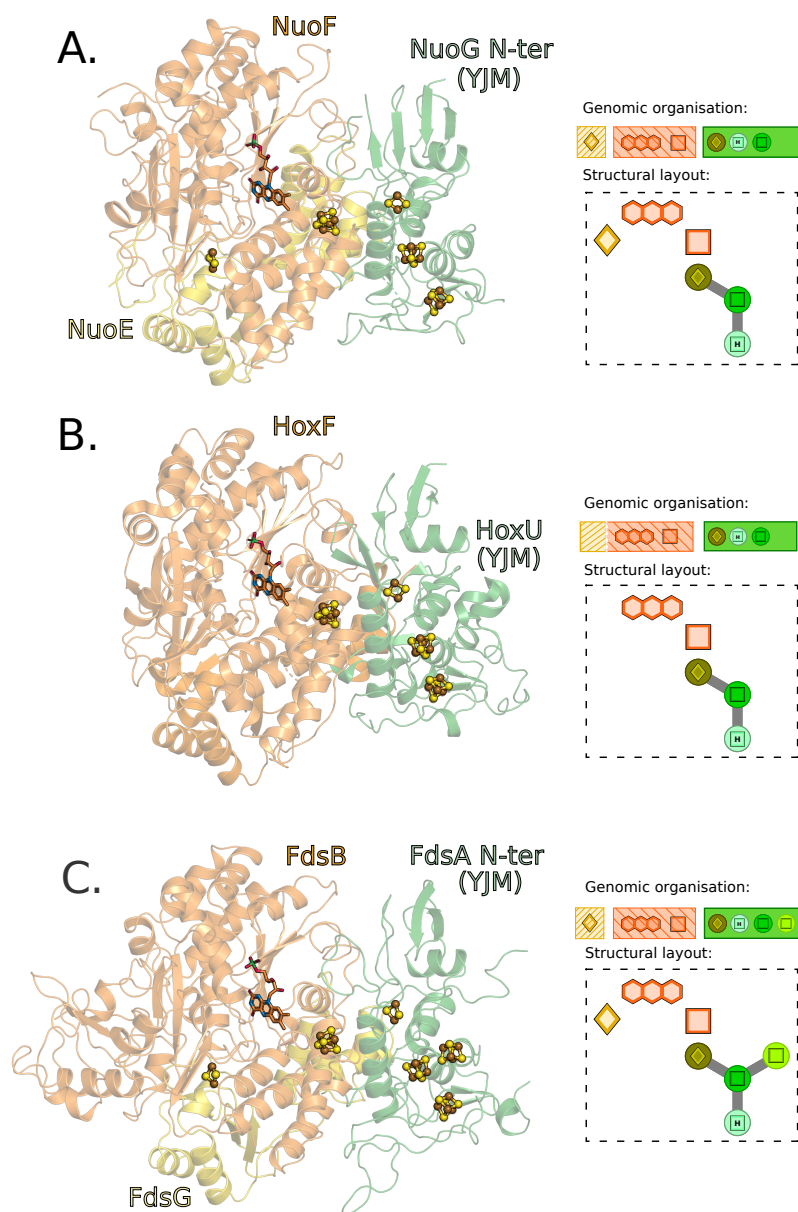 A.
NuoF
NuoG N-ter
(YJM)
NuoE
Genomic organisation:
H
Structural layout:
H
B.
HoxF
HoxU
(YJM)
Genomic organisation:
H
Structural layout:
H
C.
FdsB
FdsA N-ter
(YJM)
FdsG
Genomic organisation:
H
Structural layout:
H